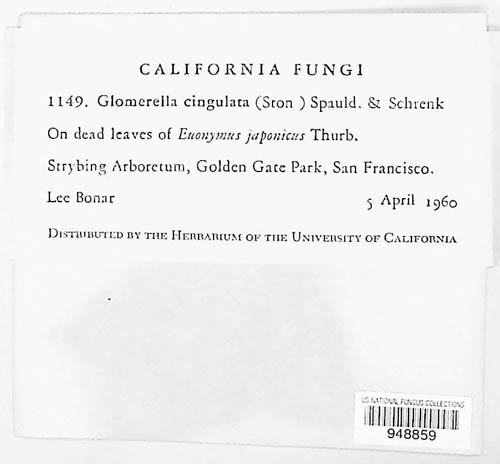 CALIFORNIA FUNGI
1149. Glomerella cingulata (Ston ) Spauld. & Schrenk
On dead leaves of Euonymus japonicus Thurb.
Strybing Arboretum, Golden Gate Park, San Francisco.
Lee Bonar 5 April 1960
DISTRIBUTED BY THE HERBARIUM OF THE UNIVERSITY OF CALIFORNIA
US NATIONAL FUNGUS COLLECTIONS
948859